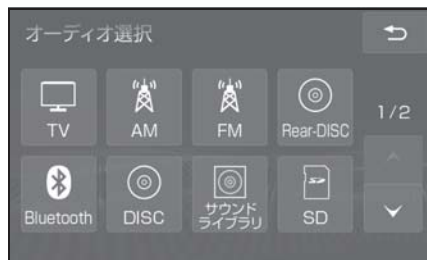 オーディオ選択
TV
AM
FM
Rear-DISC
1/2
Bluetooth
DISC
サウンド
ライブラリ
SD